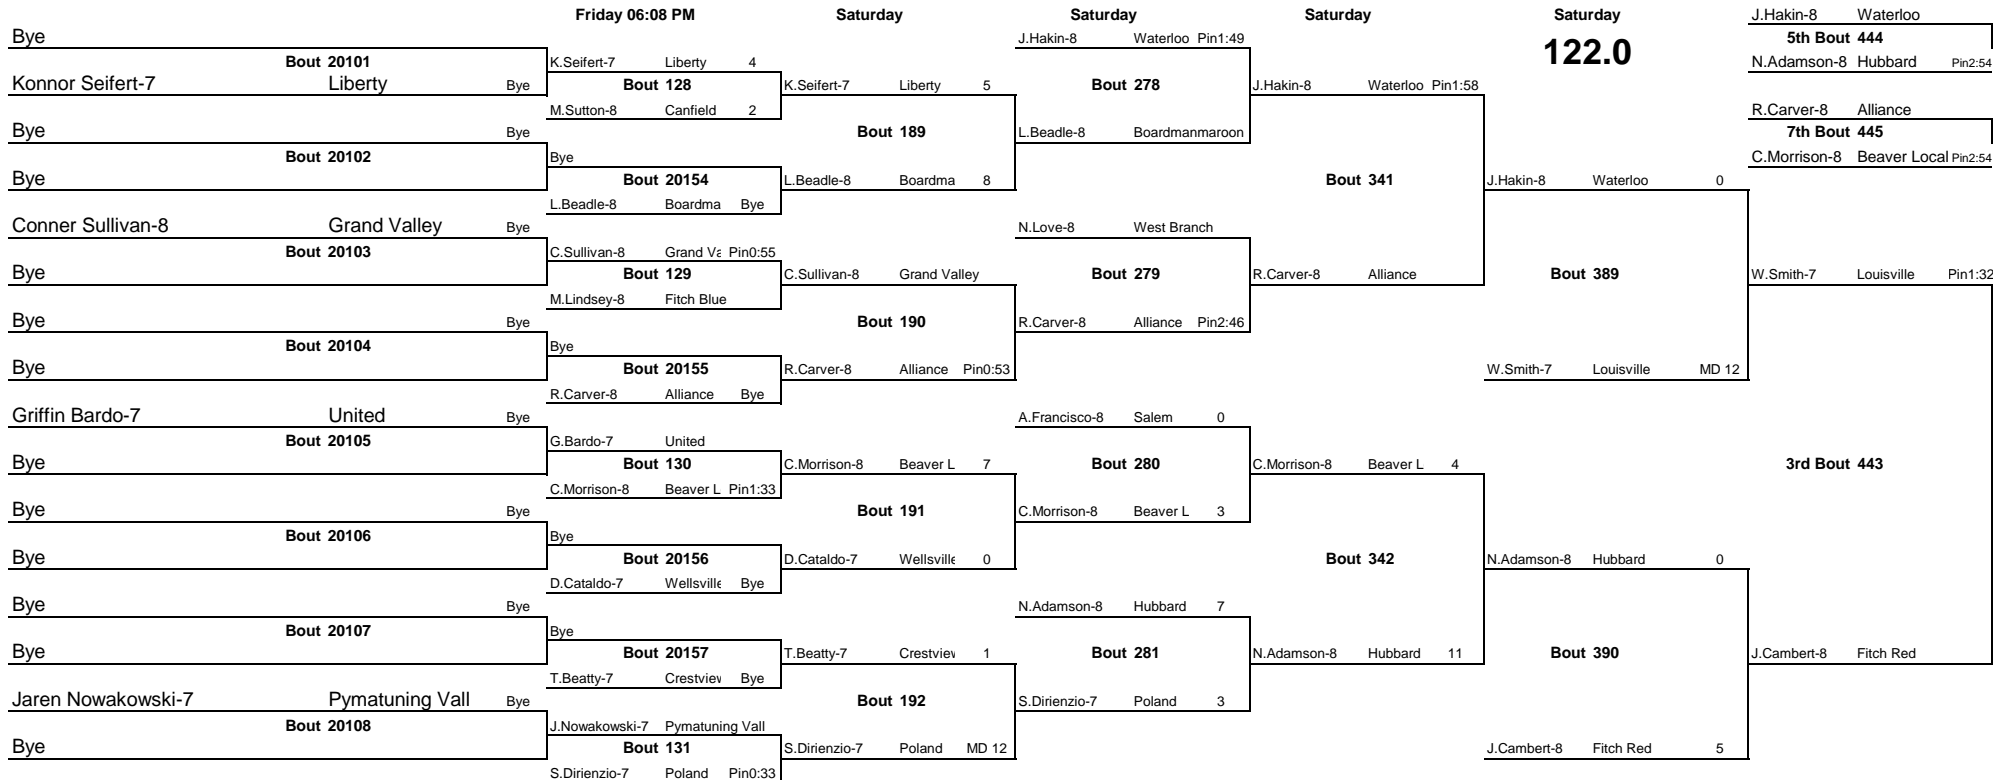 Friday 06:08 PM Saturday Saturday Saturday Saturday J.Hakin-8 Waterloo
Bye J.Hakin-8 Waterloo Pin1:49 122.0 5th Bout 444
Bout 20101 K.Seifert-7 Liberty 4 N.Adamson-8 Hubbard Pin2:54
Konnor Seifert-7 Liberty Bye Bout 128 K.Seifert-7 Liberty 5 Bout 278 J.Hakin-8 Waterloo Pin1:58
M.Sutton-8 Canfield 2 R.Carver-8 Alliance
Bye Bye Bout 189 L.Beadle-8 Boardmanmaroon 7th Bout 445
Bout 20102 Bye C.Morrison-8 Beaver Local Pin2:54
Bye Bout 20154 L.Beadle-8 Boardma 8 Bout 341 J.Hakin-8 Waterloo 0
L.Beadle-8 Boardma Bye
Conner Sullivan-8 Grand Valley Bye N.Love-8 West Branch
Bout 20103 C.Sullivan-8 Grand Va Pin0:55
Bye Bout 129 C.Sullivan-8 Grand Valley Bout 279 R.Carver-8 Alliance Bout 389 W.Smith-7 Louisville Pin1:32
M.Lindsey-8 Fitch Blue
Bye Bye Bout 190 R.Carver-8 Alliance Pin2:46
Bout 20104 Bye
Bye Bout 20155 R.Carver-8 Alliance Pin0:53 W.Smith-7 Louisville MD 12
R.Carver-8 Alliance Bye
Griffin Bardo-7 United Bye A.Francisco-8 Salem 0
Bout 20105 G.Bardo-7 United
Bye Bout 130 C.Morrison-8 Beaver L 7 Bout 280 C.Morrison-8 Beaver L 4 3rd Bout 443
C.Morrison-8 Beaver L Pin1:33
Bye Bye Bout 191 C.Morrison-8 Beaver L 3
Bout 20106 Bye
Bye Bout 20156 D.Cataldo-7 Wellsville 0 Bout 342 N.Adamson-8 Hubbard 0
D.Cataldo-7 Wellsville Bye
Bye Bye N.Adamson-8 Hubbard 7
Bout 20107 Bye
Bye Bout 20157 T.Beatty-7 Crestview 1 Bout 281 N.Adamson-8 Hubbard 11 Bout 390 J.Cambert-8 Fitch Red
T.Beatty-7 Crestview Bye
Jaren Nowakowski-7 Pymatuning Vall Bye Bout 192 S.Dirienzio-7 Poland 3
Bout 20108 J.Nowakowski-7 Pymatuning Vall
Bye Bout 131 S.Dirienzio-7 Poland MD 12 J.Cambert-8 Fitch Red 5
S.Dirienzio-7 Poland Pin0:33